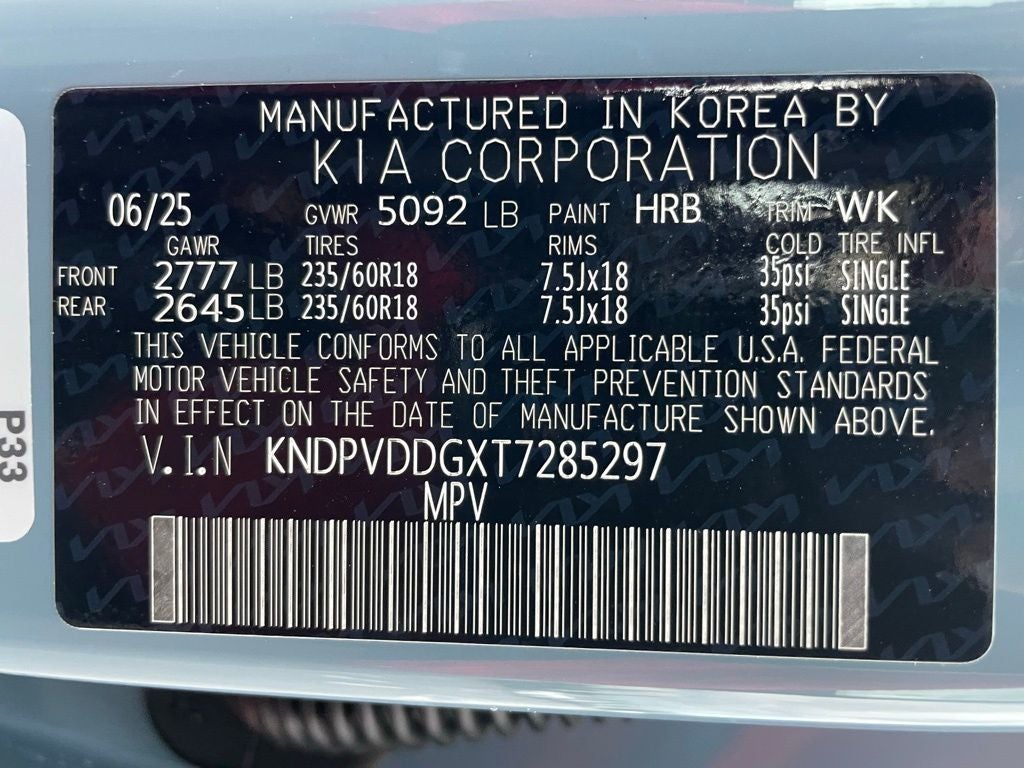 MANUFACTURED IN KOREA BY
KIA CORPORATION
06/25 GVWR 5092 LB PAINT HRB TRIM WK
GAWR TIRES RIMS COLD TIRE INFL
FRONT 2777 LB 235/60R18 7.5Jx18 35psi SINGLE
REAR 2645 LB 235/60R18 7.5Jx18 35psi SINGLE
THIS VEHICLE CONFORMS TO ALL APPLICABLE U.S.A. FEDERAL
MOTOR VEHICLE SAFETY AND THEFT PREVENTION STANDARDS
IN EFFECT ON THE DATE OF MANUFACTURE SHOWN ABOVE.
V.I.N KNDPVDDGXT7285297
MPV
P33